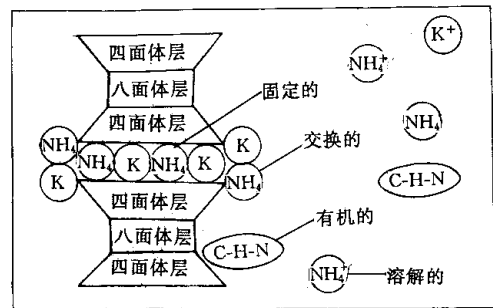 四面体层
八面体层
四面体层
NH₄
K
NH₄
K
NH₄
K
K
NH₄
四面体层
八面体层
四面体层
固定的
交换的
有机的
C-H-N
K⁺
NH₄⁺
NH₄
C-H-N
NH₄⁺
溶解的